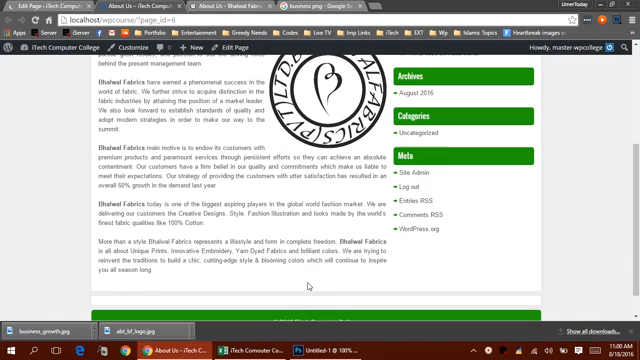 Edit Page ‹ iTech Comput
About Us – iTech Comput
About Us – Bhalwal Fabri
business png - Google Se
UmerToday
localhost/wpcourse/?page_id=6
Apps
Server
iServer
Entertainment
Portfolio
Greedy
Codes
Web
Islamic Topics
ET
Heartbreak images on
iTech Computer College
Customize
0
New
Edit Page
Howdy, master-wpcollege
behind the present management team.
Bhalwal Fabrics have earned a phenomenal success in the
world of fabric. We further strive to acquire distinction in the
fabric industries by attaining the position of a market leader.
We also look forward to establish standards of quality and
adopt modern strategies in order to make our way to the
summit.
Bhalwal Fabrics main motive is to endow its customers with
premium products and paramount services through persistent efforts so they can achieve an absolute
contentment. Our customers have a firm belief in our quality and commitments which make us liable to
meet their expectations. Our strategy of providing the customers with utter satisfaction has resulted in an
overall 60% growth in the demand last year.
Bhalwal Fabrics today is one of the biggest aspiring players in the global world fashion market. We are
delivering our customers the Creative Designs, Style, Fashion Illustration and looks made by the world's
finest fabric qualities like 100% Cotton.
More than a style Bhalwal Fabrics represents a lifestyle and form in complete freedom. Bhalwal Fabrics
is all about Unique Prints, Innovative Embroidery, Yarn Dyed Fabrics and brilliant colors. We are trying to
reinvent the traditions to build a chic, cutting-edge style & blooming colors which will continue to inspire
you all season long.
ALFABRICS(PVT)LTD.
Archives
August 2016
Categories
Uncategorized
Meta
Site Admin
Log out
Entries RSS
Comments RSS
WordPress.org
business_growth.jpg
abt_bf_logo.jpg
Show all downloads...
About Us – iTech C...
iTech Computer Coll...
Untitled-1 @ 100% ...
11:00 AM
8/18/2016